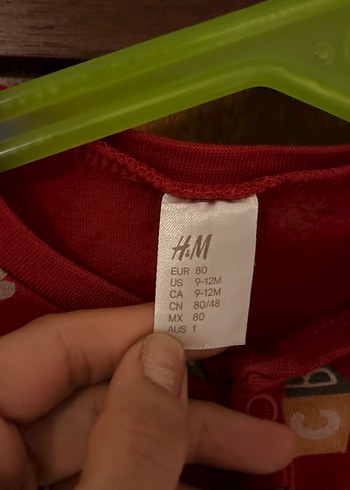 H&M
EUR 80
US 9-12M
CA 9-12M
CN 80/48
MX 80
AUS 1
B
C